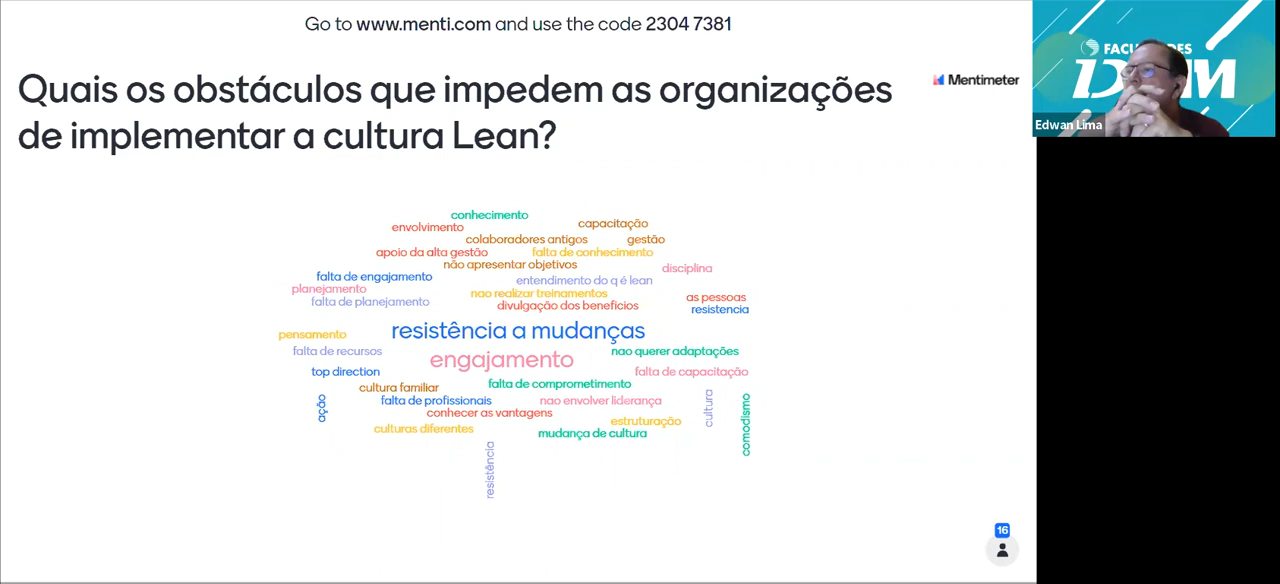 Go to www.menti.com and use the code 2304 7381
Quais os obstáculos que impedem as organizações
de implementar a cultura Lean?
Mentimeter
FACULDADES
Edwan Lima
conhecimento
envolvimento
capacitação
colaboradores antigos
gestão
apoio da alta gestão
falta de conhecimento
não apresentar objetivos
disciplina
falta de engajamento
entendimento do q é lean
planejamento
nao realizar treinamentos
falta de planejamento
divulgação dos beneficios
as pessoas
resistencia
pensamento
resistência a mudanças
falta de recursos
engajamento
nao querer adaptações
top direction
falta de capacitação
cultura familiar
falta de comprometimento
ação
falta de profissionais
nao envolver liderança
cultura
comodismo
conhecer as vantagens
estruturação
culturas diferentes
mudança de cultura
resistência
16